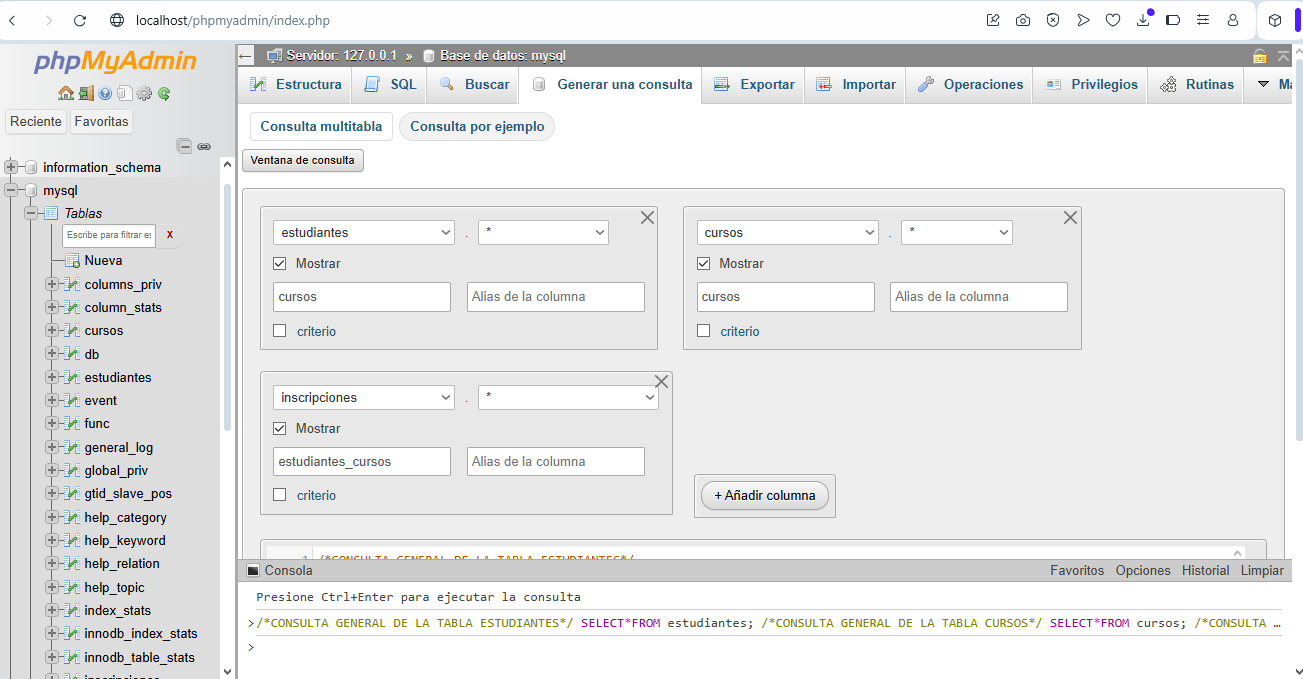 localhost/phpmyadmin/index.php
phpMyAdmin
Reciente
Favoritas
information_schema
mysql
Tablas
Escribe para filtrar es
X
Nueva
columns_priv
column_stats
cursos
db
estudiantes
event
func
general_log
global_priv
gtid_slave_pos
help_category
help_keyword
help_relation
help_topic
index_stats
innodb_index_stats
innodb_table_stats
inscripciones
Servidor: 127.0.0.1 » Base de datos: mysql
Estructura SQL Buscar Generar una consulta Exportar Importar Operaciones Privilegios Rutinas Má
Consulta multitabla Consulta por ejemplo
Ventana de consulta
estudiantes . *
Mostrar
cursos Alias de la columna
criterio
cursos . *
Mostrar
cursos Alias de la columna
criterio
inscripciones . *
Mostrar
estudiantes_cursos Alias de la columna
criterio
+ Añadir columna
1 /*CONSULTA GENERAL DE LA TABLA ESTUDIANTES*/
Consola Favoritos Opciones Historial Limpiar
Presione Ctrl+Enter para ejecutar la consulta
>/*CONSULTA GENERAL DE LA TABLA ESTUDIANTES*/ SELECT*FROM estudiantes; /*CONSULTA GENERAL DE LA TABLA CURSOS*/ SELECT*FROM cursos; /*CONSULTA …
>